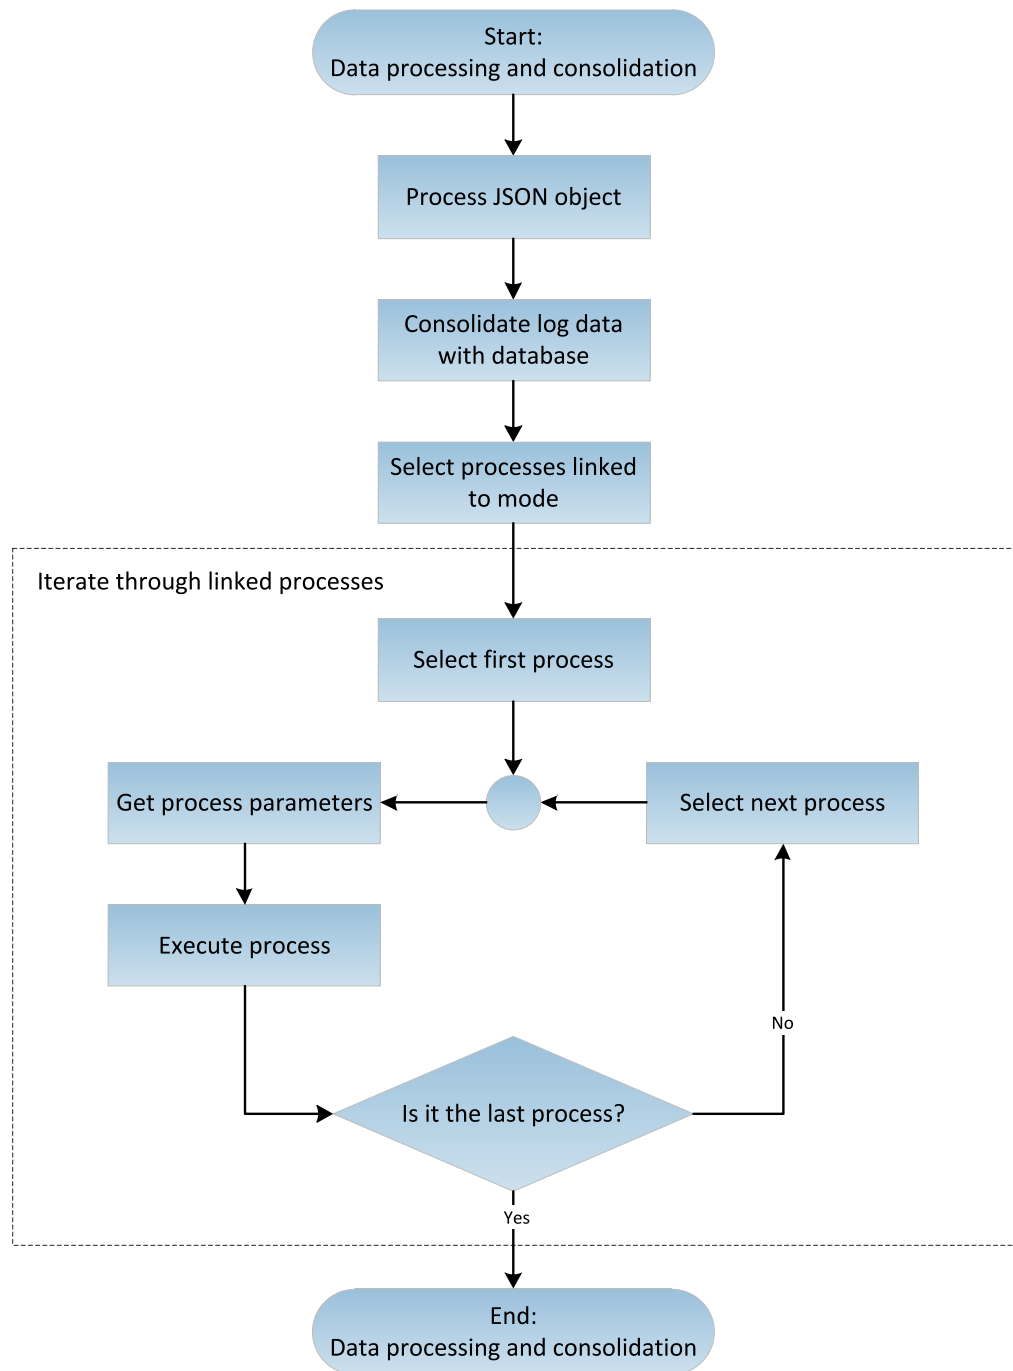 Start:
Data processing and consolidation
Process JSON object
Consolidate log data
with database
Select processes linked
to mode
Iterate through linked processes
Select first process
Get process parameters
Select next process
Execute process
No
Is it the last process?
Yes
End:
Data processing and consolidation